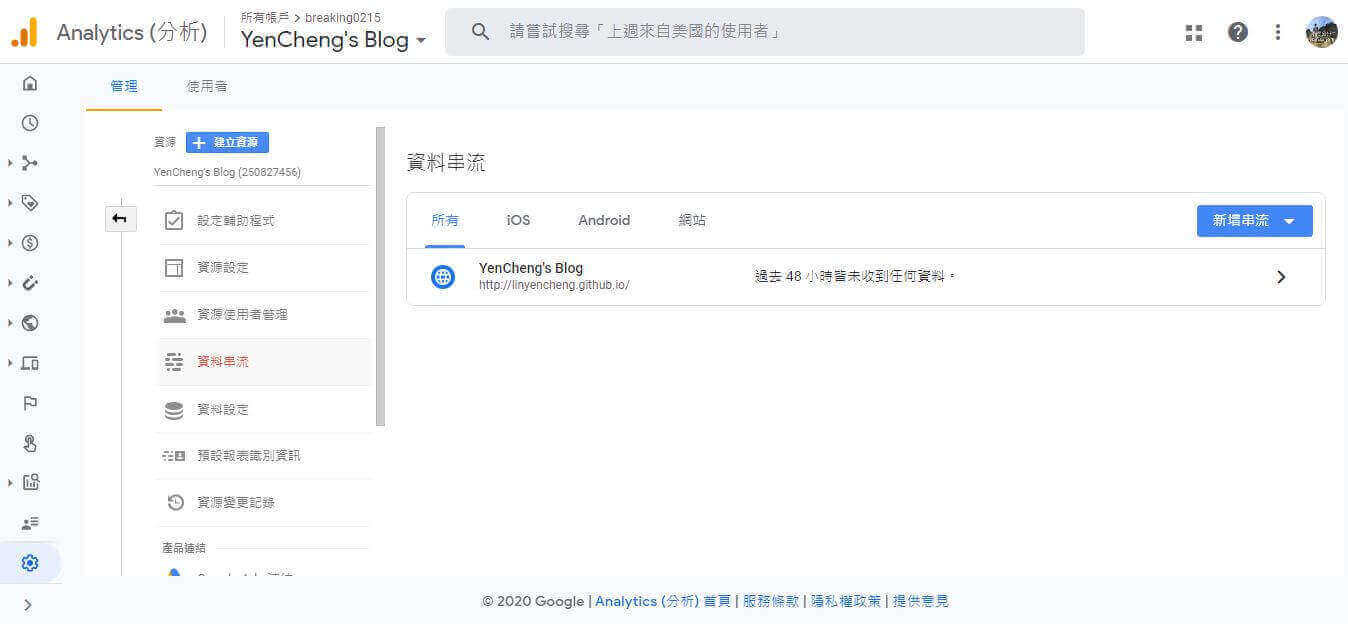 Analytics (分析)
所有帳戶 > breaking0215
YenCheng's Blog
請嘗試搜尋「上週來自美國的使用者」
管理
使用者
資源
建立資源
YenCheng's Blog (250827456)
設定輔助程式
資源設定
資源使用者管理
資料串流
資料設定
預設報表識別資訊
資源變更記錄
產品連結
資料串流
所有
iOS
Android
網站
新增串流
YenCheng's Blog
http://linyencheng.github.io/
過去 48 小時皆未收到任何資料。
© 2020 Google | Analytics (分析) 首頁 | 服務條款 | 隱私權政策 | 提供意見